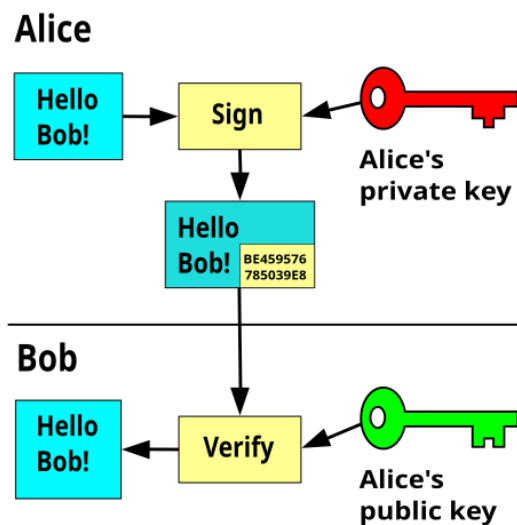 Alice
Hello
Bob!
Sign
Alice's
private key
Hello
Bob!
BE459576
785039E8
Bob
Hello
Bob!
Verify
Alice's
public key